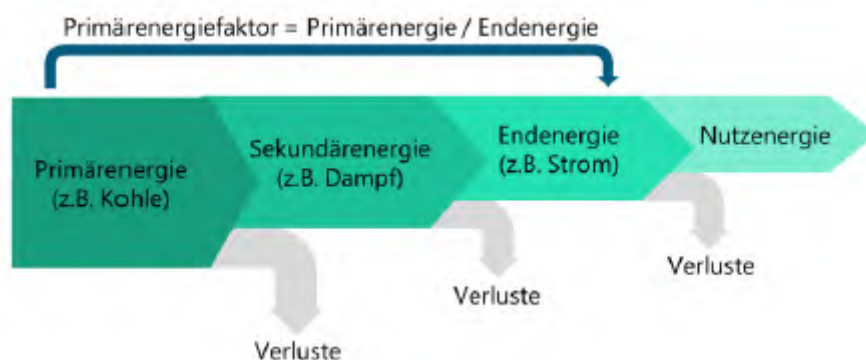 Primärenergiefaktor = Primärenergie / Endenergie
Primärenergie
(z.B. Kohle)
Sekundärenergie
(z.B. Dampf)
Endenergie
(z.B. Strom)
Nutzenergie
Verluste
Verluste
Verluste